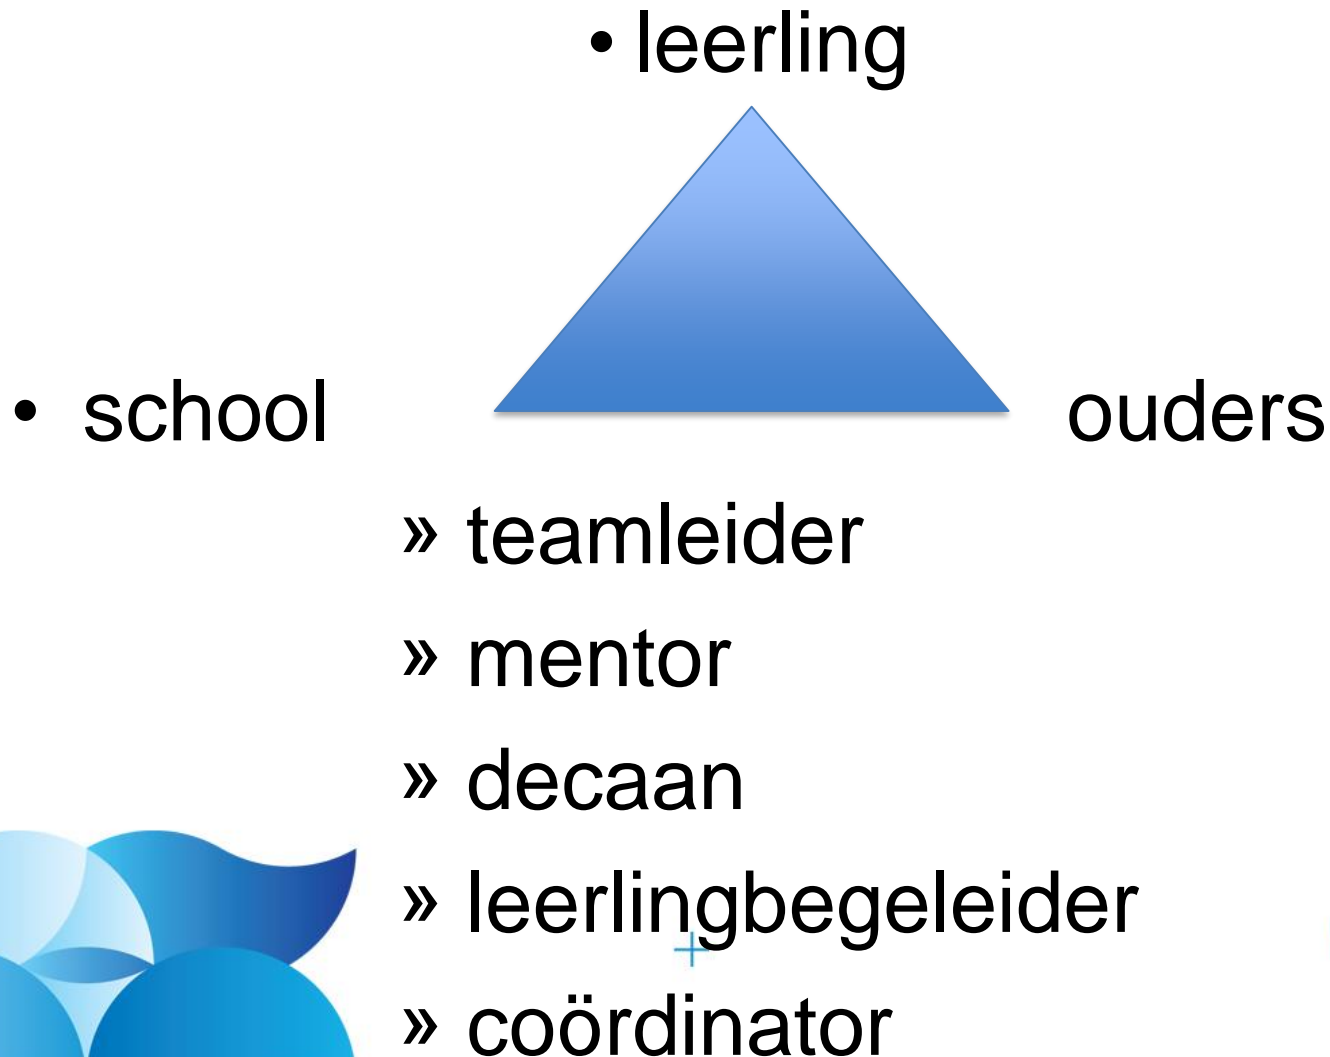 • leerling
• school ouders
» teamleider
» mentor
» decaan
» leerlingbegeleider
» coördinator